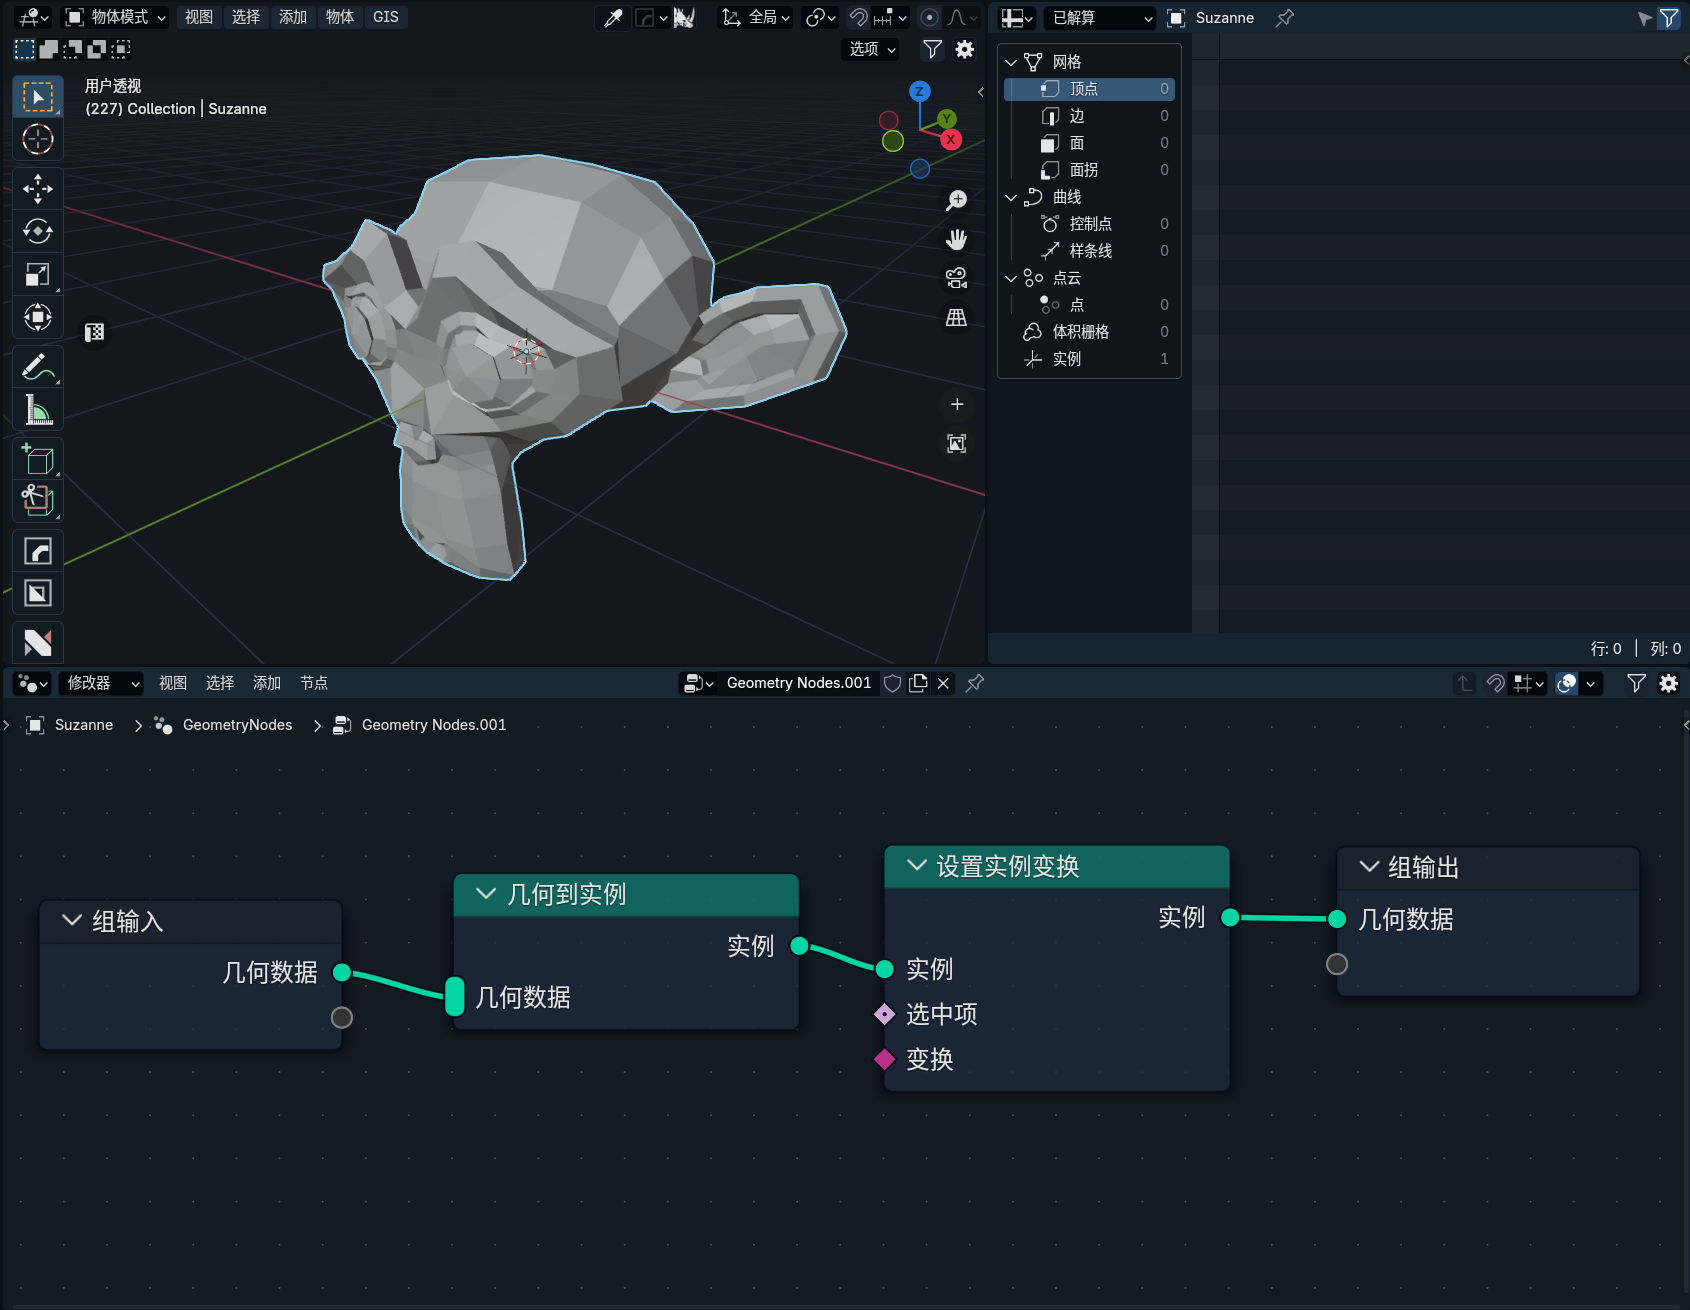 物体模式 视图 选择 添加 物体 GIS 全局
选项
用户透视
(227) Collection | Suzanne
Z
Y
X
已解算 Suzanne
网格
顶点 0
边 0
面 0
面拐 0
曲线
控制点 0
样条线 0
点云
点 0
体积栅格 0
实例 1
行: 0 | 列: 0
修改器 视图 选择 添加 节点 Geometry Nodes.001
Suzanne GeometryNodes Geometry Nodes.001
组输入
几何数据
几何到实例
实例
几何数据
设置实例变换
实例
实例
选中项
变换
组输出
几何数据